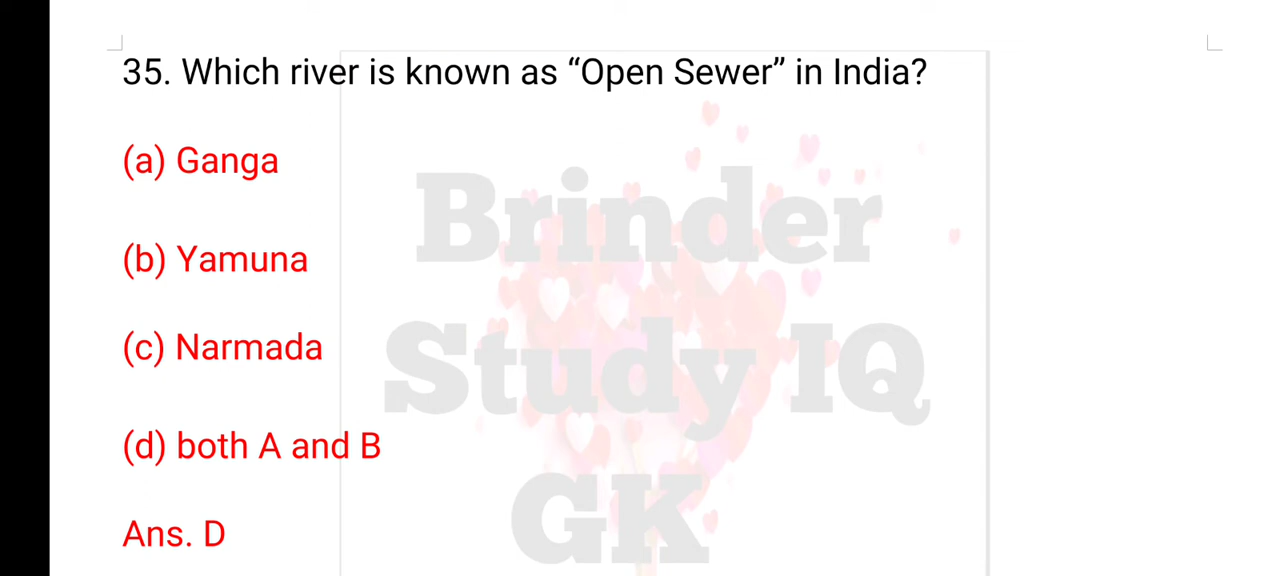 35. Which river is known as “Open Sewer” in India?
(a) Ganga
(b) Yamuna
(c) Narmada
(d) both A and B
Ans. D
Brinder
Study IQ
GK